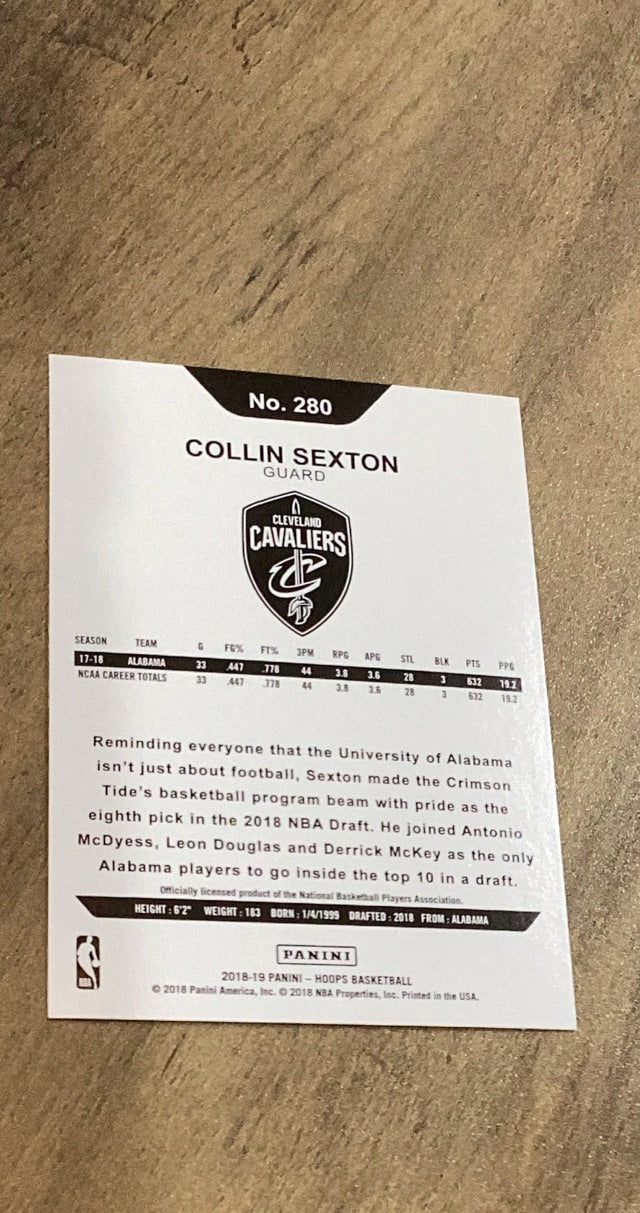 No. 280
COLLIN SEXTON
GUARD
CLEVELAND
CAVALIERS
C
SEASON TEAM G FG% FT% 3PM RPG APG STL BLK PTS PPG
17-18 ALABAMA 33 .447 .778 44 3.8 3.6 28 3 632 19.2
NCAA CAREER TOTALS 33 .447 .778 44 3.8 3.6 28 3 632 19.2
Reminding everyone that the University of Alabama
isn't just about football, Sexton made the Crimson
Tide's basketball program beam with pride as the
eighth pick in the 2018 NBA Draft. He joined Antonio
McDyess, Leon Douglas and Derrick McKey as the only
Alabama players to go inside the top 10 in a draft.
Officially licensed product of the National Basketball Players Association.
HEIGHT : 6'2" WEIGHT : 183 BORN : 1/4/1999 DRAFTED : 2018 FROM : ALABAMA
NBA
PANINI
2018-19 PANINI – HOOPS BASKETBALL
© 2018 Panini America, Inc. © 2018 NBA Properties, Inc. Printed in the USA.